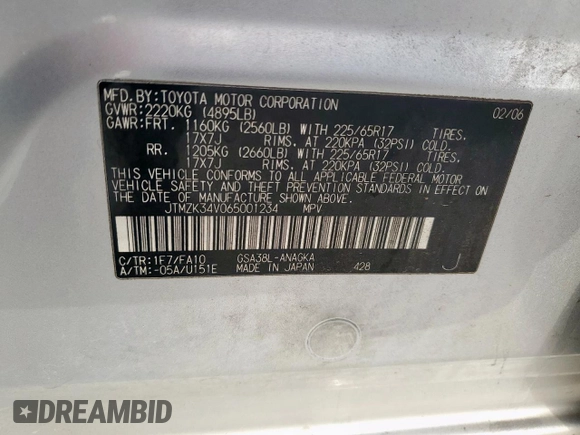 MFD.BY:TOYOTA MOTOR CORPORATION 02/06
GVWR:2220KG (4895LB)
GAWR:FRT. 1160KG (2560LB) WITH 225/65R17 TIRES.
17X7J RIMS. AT 220KPA (32PSI) COLD.
RR. 1205KG (2660LB) WITH 225/65R17 TIRES.
17X7J RIMS. AT 220KPA (32PSI) COLD.
THIS VEHICLE CONFORMS TO ALL APPLICABLE FEDERAL MOTOR
VEHICLE SAFETY AND THEFT PREVENTION STANDARDS IN EFFECT ON
THE DATE OF MANUFACTURE SHOWN ABOVE.
JTMZK34V065001234 MPV
C/TR:1F7/FA10 GSA38L-ANAGKA
A/TM:-05A/U151E MADE IN JAPAN 428 J
DREAMBID